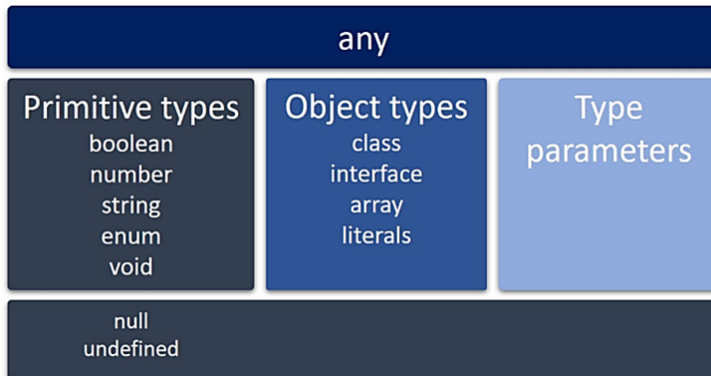 any
Primitive types
boolean
number
string
enum
void
Object types
class
interface
array
literals
Type
parameters
null
undefined